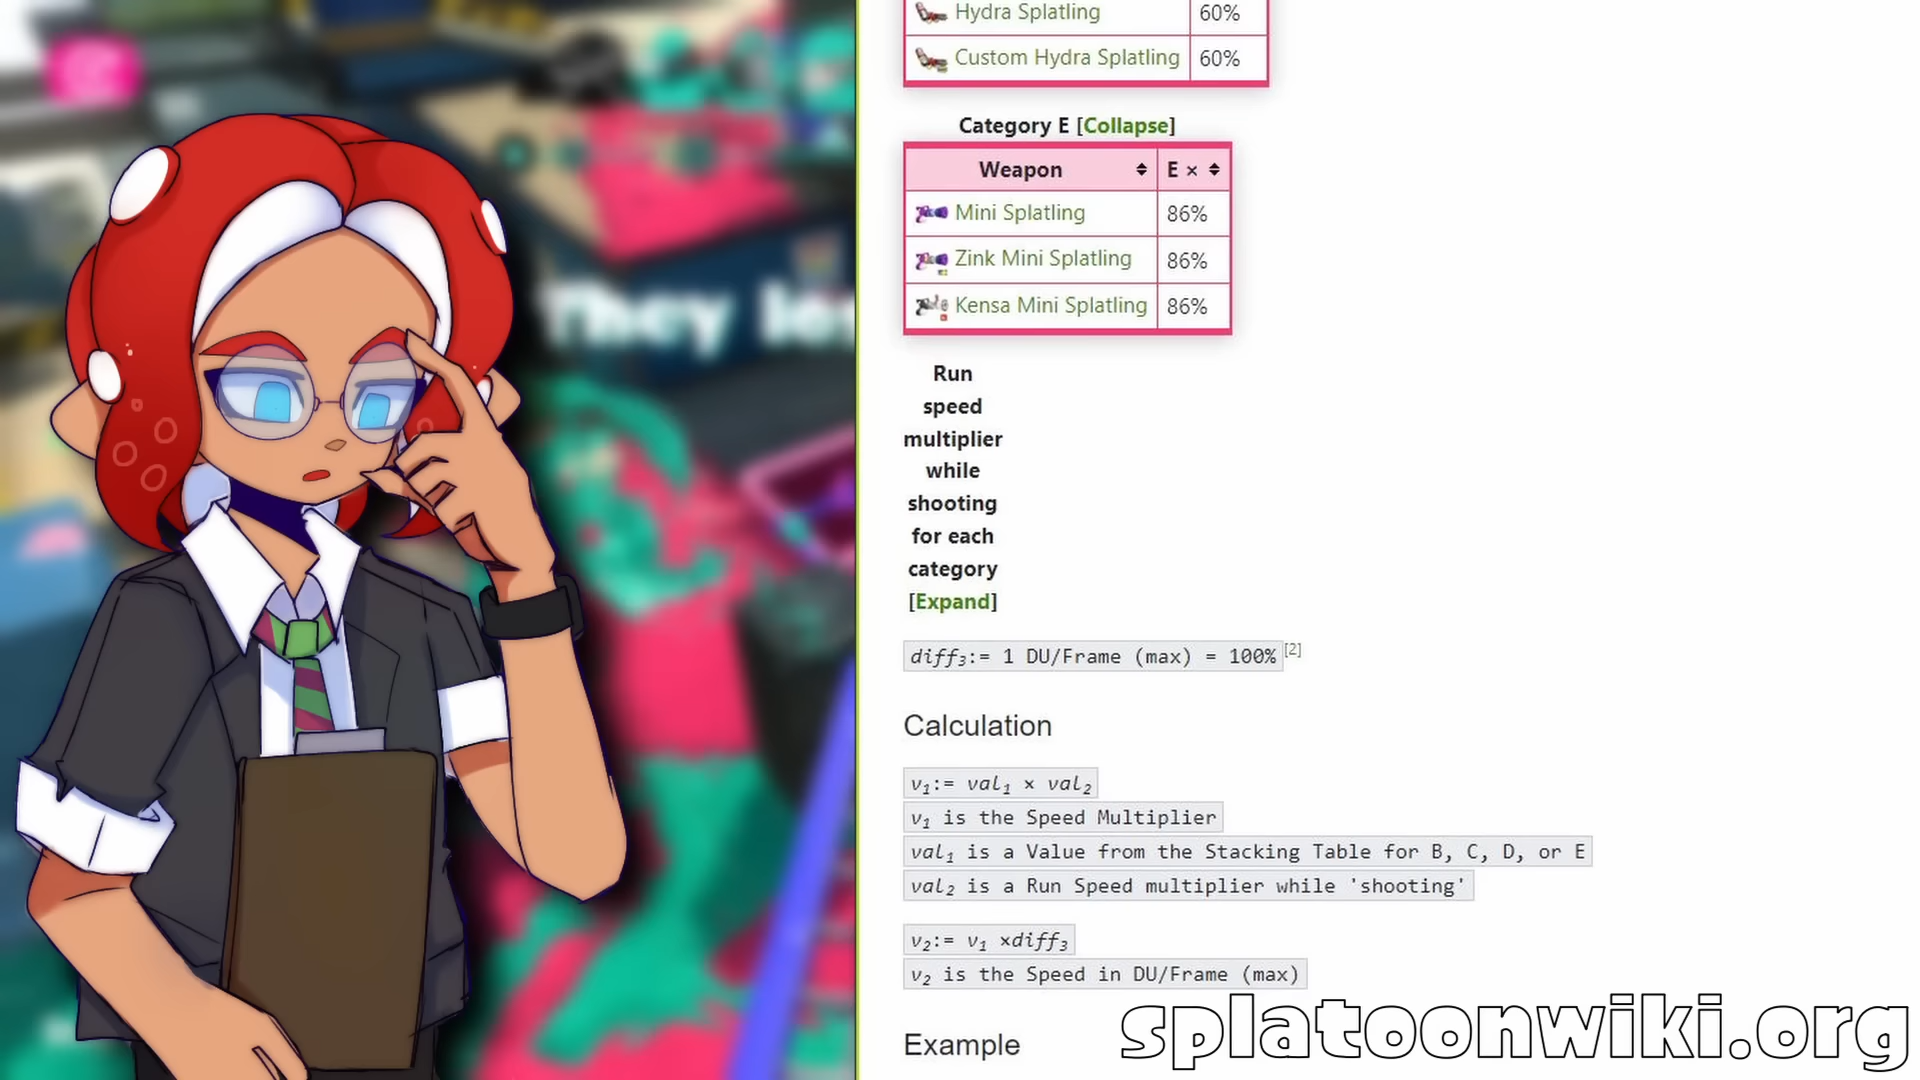 They
Hydra Splatling 60%
Custom Hydra Splatling 60%
Category E [Collapse]
Weapon E ×
Mini Splatling 86%
Zink Mini Splatling 86%
Kensa Mini Splatling 86%
Run
speed
multiplier
while
shooting
for each
category
[Expand]
diff₃:= 1 DU/Frame (max) = 100%[2]
Calculation
v₁:= val₁ × val₂
v₁ is the Speed Multiplier
val₁ is a Value from the Stacking Table for B, C, D, or E
val₂ is a Run Speed multiplier while 'shooting'
v₂:= v₁ ×diff₃
v₂ is the Speed in DU/Frame (max)
Example
splatoonwiki.org